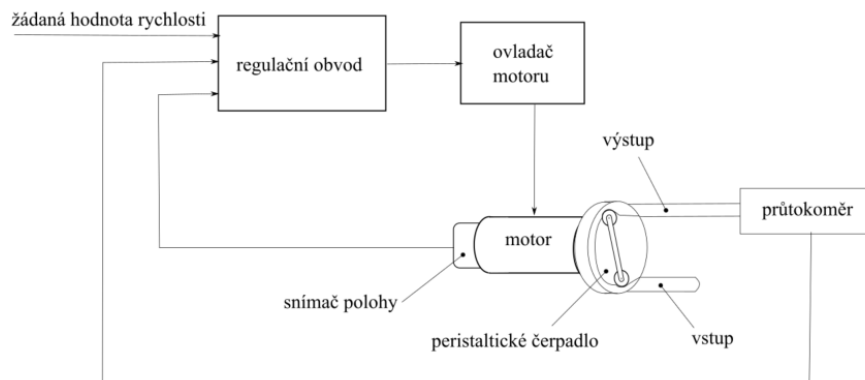 žádaná hodnota rychlosti
regulační obvod
ovladač
motoru
výstup
průtokoměr
motor
snímač polohy
peristaltické čerpadlo
vstup